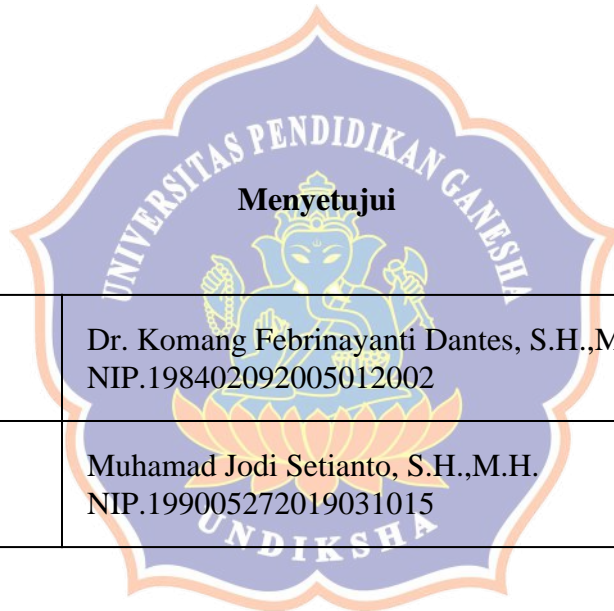 UNIVERSITAS PENDIDIKAN GANESHA
Menyetujui
Dr. Komang Febrinayanti Dantes, S.H.,M
NIP.198402092005012002
Muhamad Jodi Setianto, S.H.,M.H.
NIP.199005272019031015
UNDIKSHA